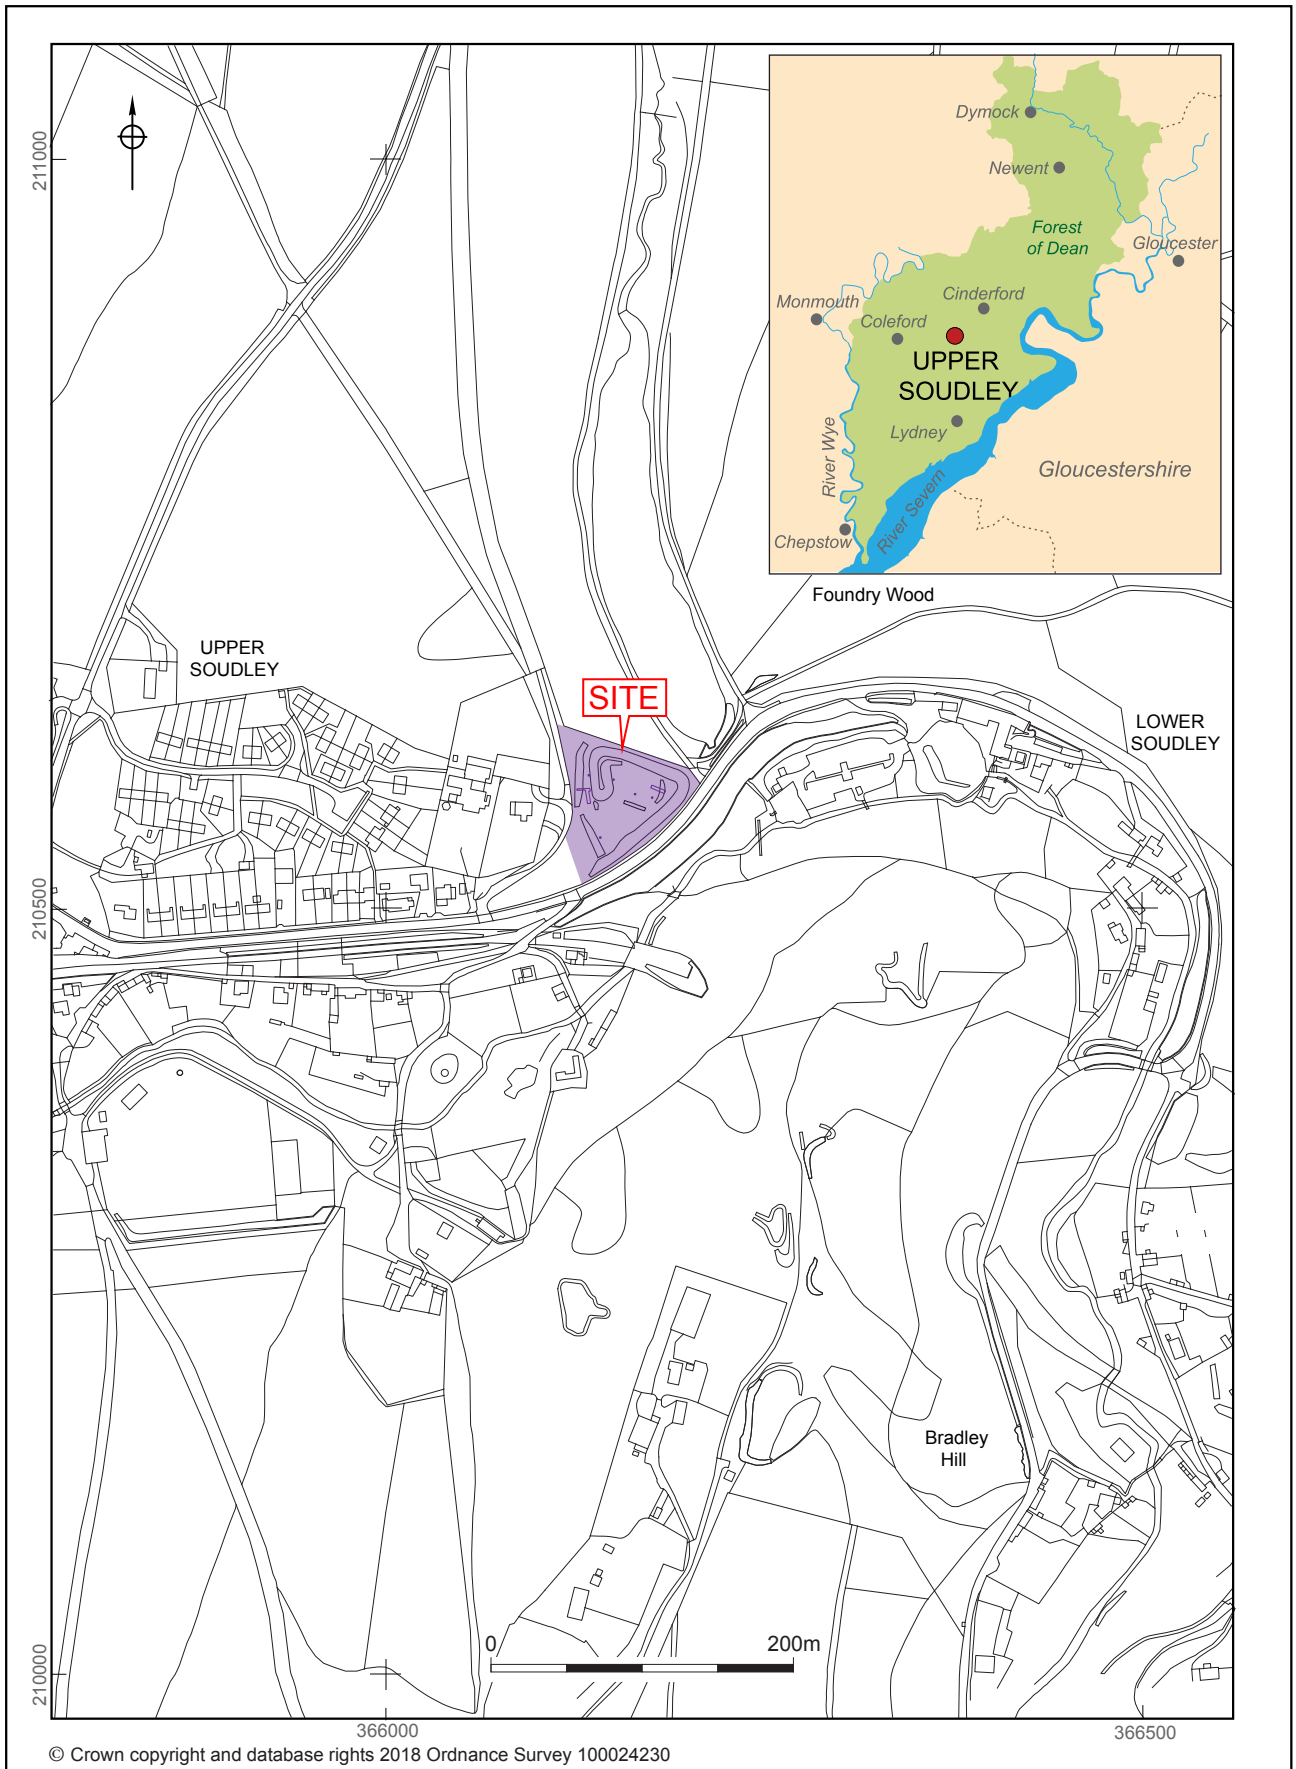 211000
210500
210000
366000
366500
UPPER
SOUDLEY
SITE
Foundry Wood
LOWER
SOUDLEY
Bradley
Hill
0
200m
Dymock
Newent
Forest
of Dean
Gloucester
Monmouth
Cinderford
Coleford
UPPER
SOUDLEY
Lydney
River Wye
River Severn
Gloucestershire
Chepstow
© Crown copyright and database rights 2018 Ordnance Survey 100024230